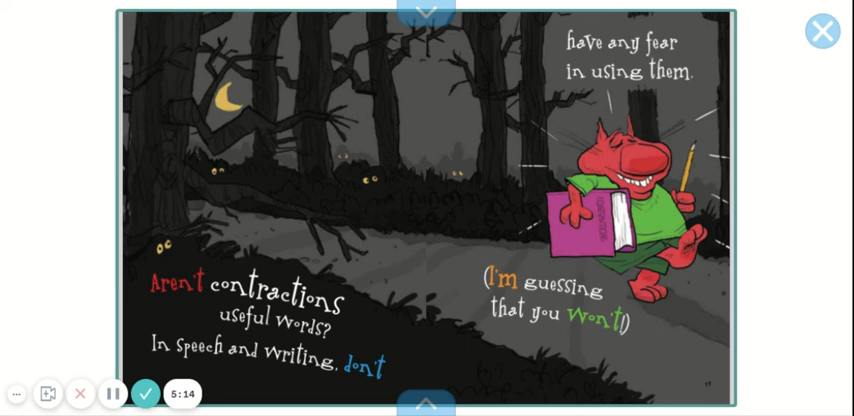 Aren't contractions
useful words?
In speech and writing, don't
have any fear
in using them.
(I'm guessing
that you won't!)
5:14